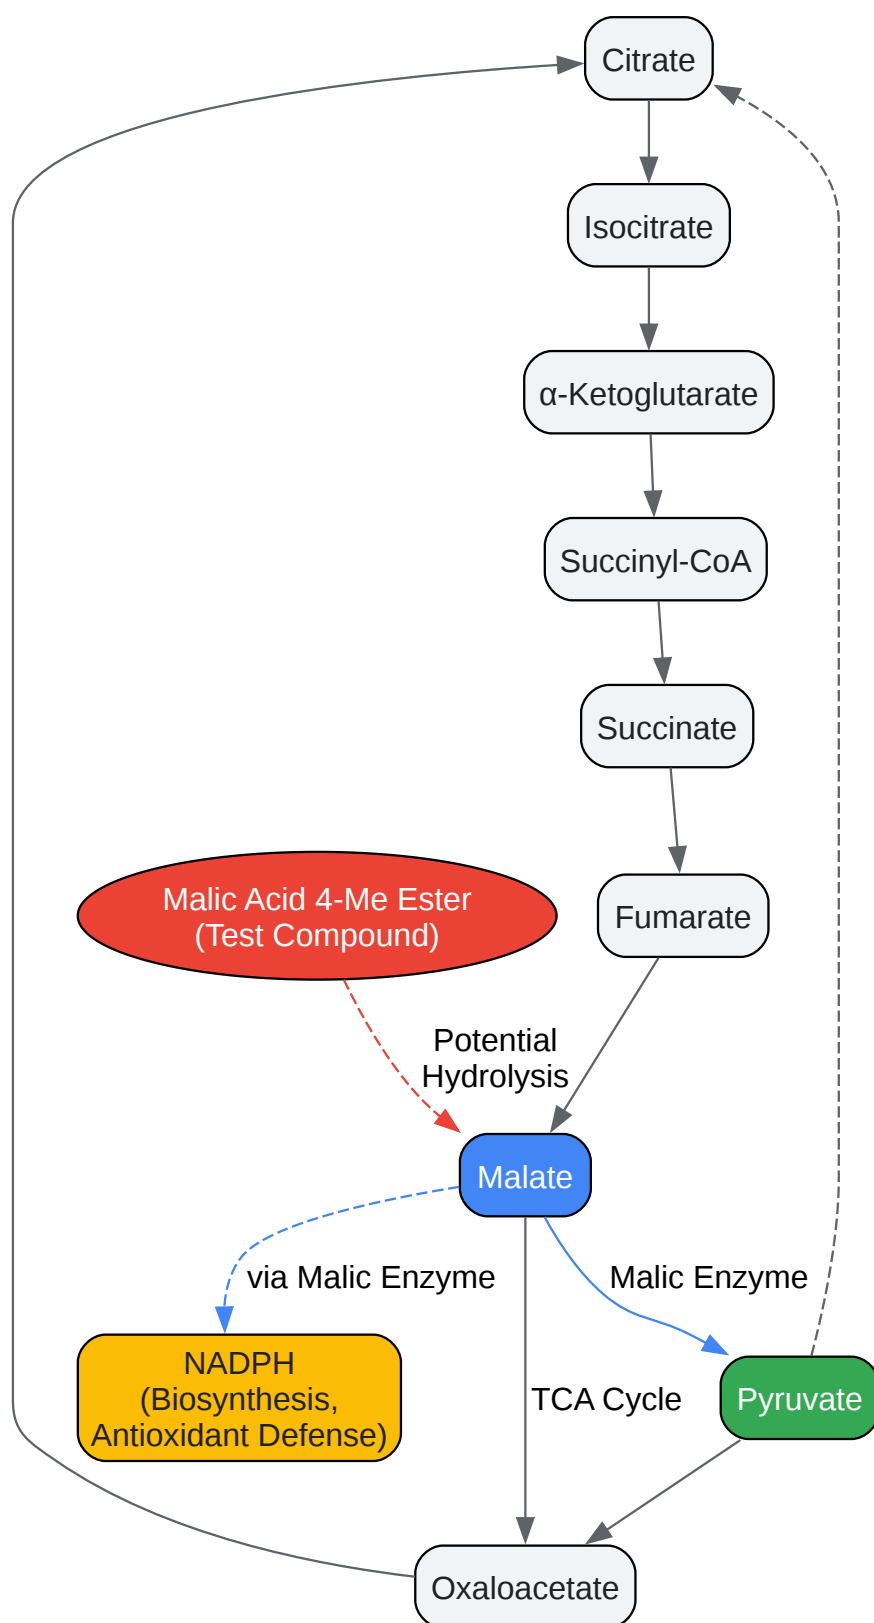 Citrate
Isocitrate
α-Ketoglutarate
Succinyl-CoA
Succinate
Malic Acid 4-Me Ester
(Test Compound)
Fumarate
Potential
Hydrolysis
Malate
via Malic Enzyme
Malic Enzyme
NADPH
(Biosynthesis,
Antioxidant Defense)
TCA Cycle
Pyruvate
Oxaloacetate